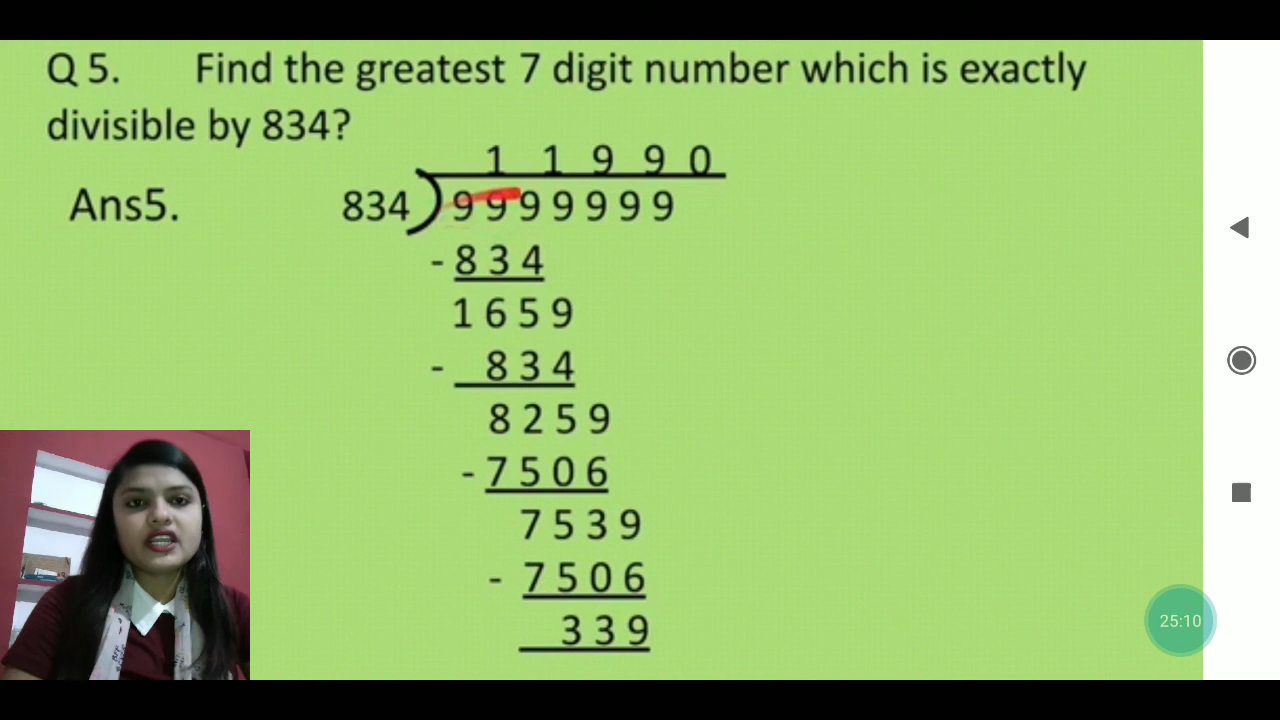 Q 5. Find the greatest 7 digit number which is exactly
divisible by 834?
1 1 9 9 0
Ans5. 834 ) 9 9 9 9 9 9 9
- 8 3 4
1 6 5 9
- 8 3 4
8 2 5 9
- 7 5 0 6
7 5 3 9
- 7 5 0 6
3 3 9
25:10